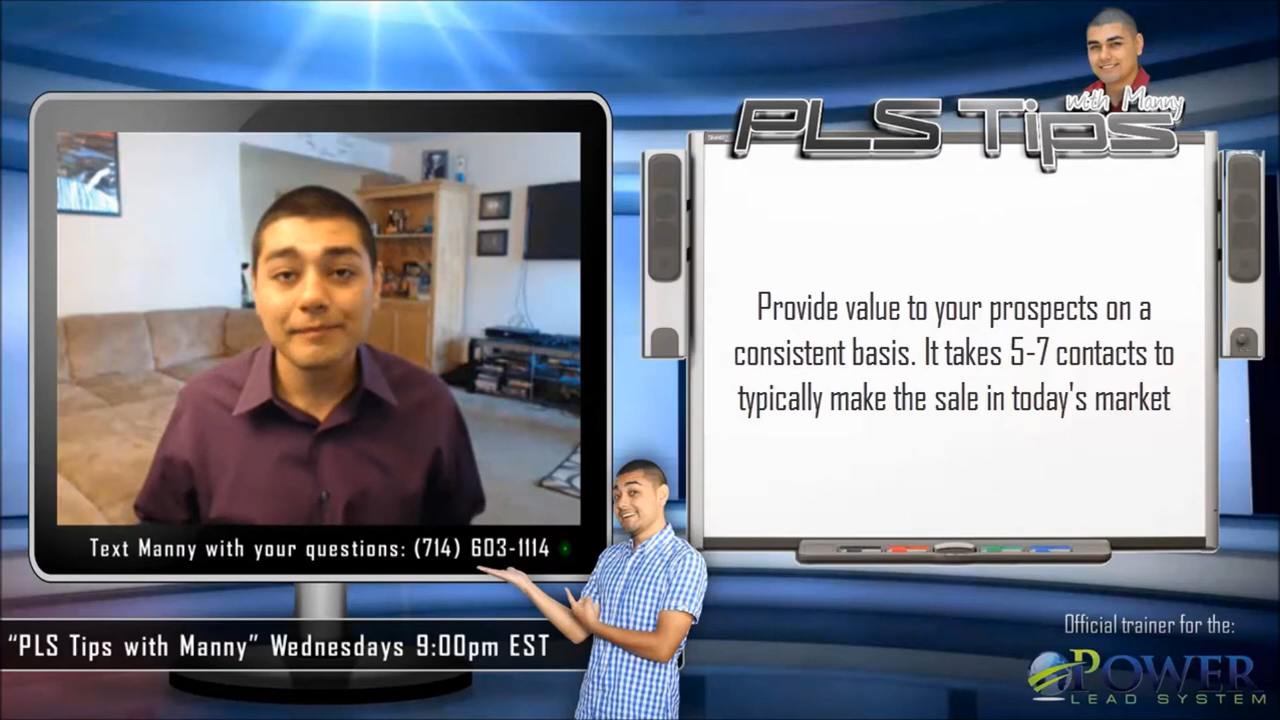 PLS Tips
with Manny
Provide value to your prospects on a
consistent basis. It takes 5-7 contacts to
typically make the sale in today's market
Text Manny with your questions: (714) 603-1114
“PLS Tips with Manny” Wednesdays 9:00pm EST
Official trainer for the:
POWER
LEAD SYSTEM